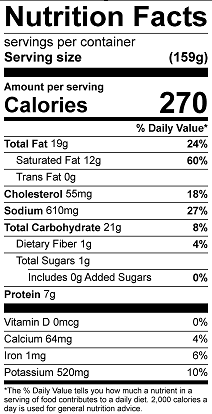 Nutrition Facts
servings per container
Serving size (159g)
Amount per serving
Calories 270
% Daily Value*
Total Fat 19g 24%
Saturated Fat 12g 60%
Trans Fat 0g
Cholesterol 55mg 18%
Sodium 610mg 27%
Total Carbohydrate 21g 8%
Dietary Fiber 1g 4%
Total Sugars 1g
Includes 0g Added Sugars 0%
Protein 7g
Vitamin D 0mcg 0%
Calcium 64mg 4%
Iron 1mg 6%
Potassium 520mg 10%
*The % Daily Value tells you how much a nutrient in a
serving of food contributes to a daily diet. 2,000 calories a
day is used for general nutrition advice.